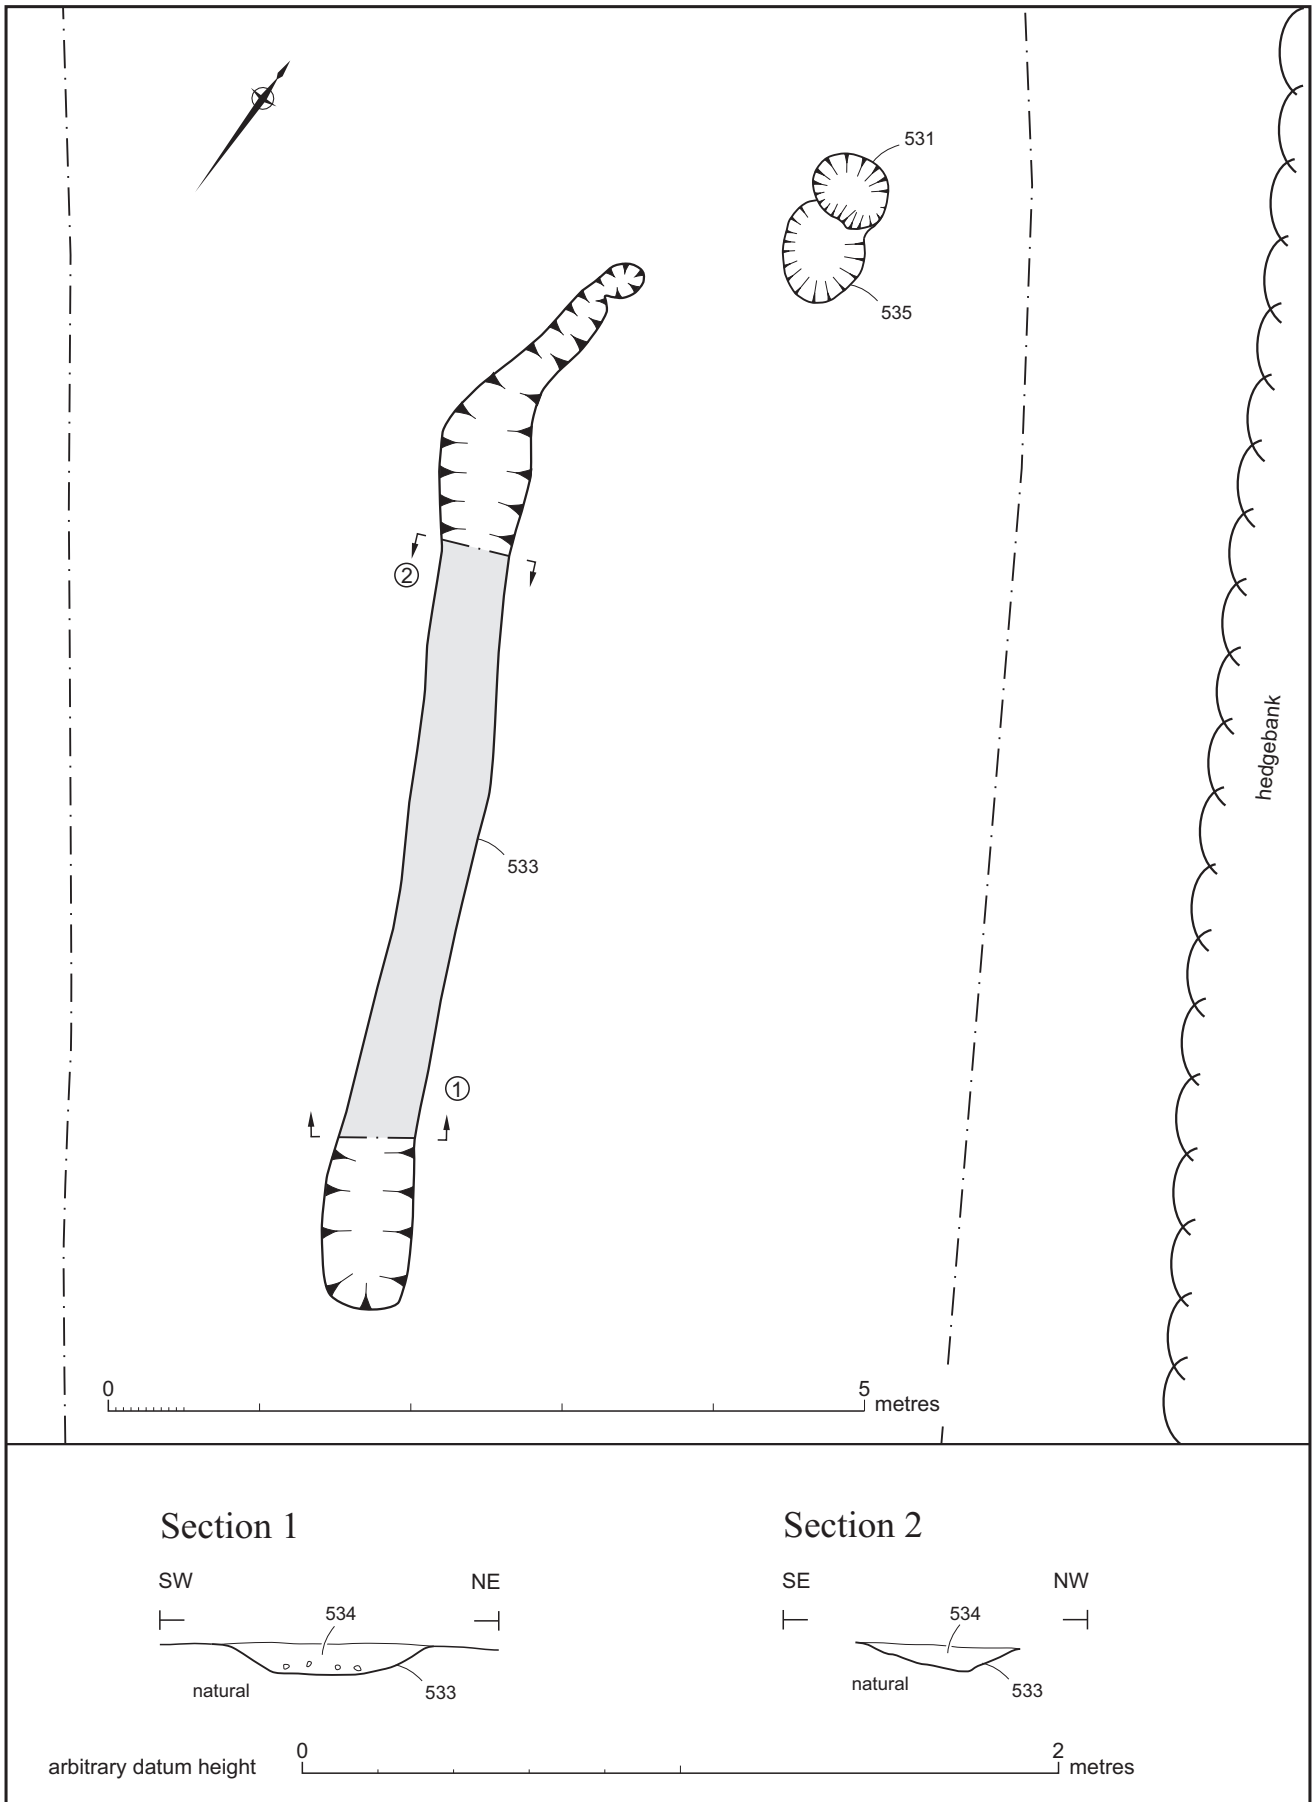 531
535
②
533
hedgebank
①
0 5 metres
Section 1 Section 2
SW NE SE NW
534 534
natural 533 natural 533
arbitrary datum height 0 2 metres